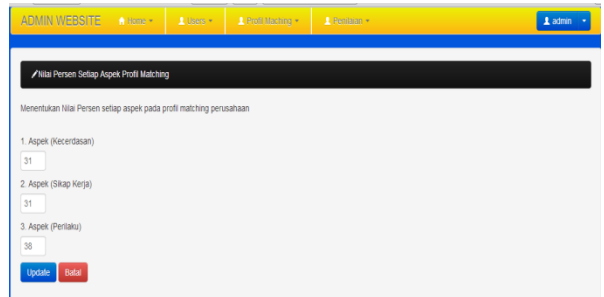 ADMIN WEBSITE Home Users Profil Maching Penilaian admin
Nilai Persen Setiap Aspek Profil Matching
Menentukan Nilai Persen setiap aspek pada profil matching perusahaan
1. Aspek (Kecerdasan)
31
2. Aspek (Sikap Kerja)
31
3. Aspek (Perilaku)
38
Update Batal